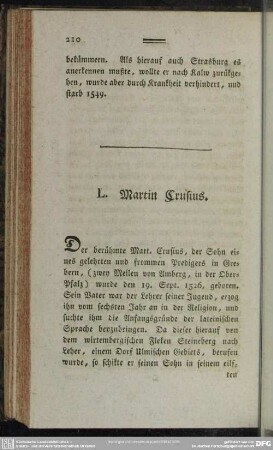 210
bekümmern. Als hierauf auch Strasburg es
anerkennen mußte, wollte er nach Kalw zurükge-
hen, wurde aber durch Krankheit verhindert, und
starb 1549.
L. Martin Crusius.
Der berühmte Mart. Crusius, der Sohn ei-
nes gelehrten und frommen Predigers in Gre-
bern, (zwey Meilen von Amberg, in der Ober-
Pfalz) wurde den 19. Sept. 1526, geboren.
Sein Vater war der Lehrer seiner Jugend, erzog
ihn vom sechsten Jahr an in der Religion, und
suchte ihm die Anfangsgründe der lateinischen
Sprache beyzubringen. Da dieser hierauf von
dem wirtembergischen Fleken Steinberg nach
Leder, einem Dorf Ulmischen Gebiets, berufen
wurde, so schikte er seinen Sohn in seinem eilf-
tes